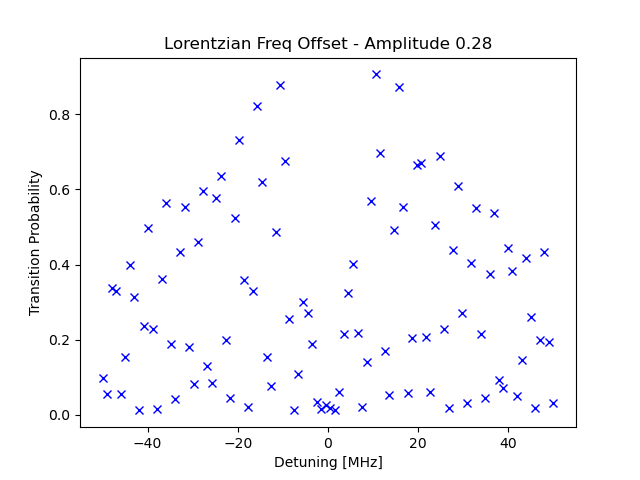 Lorentzian Freq Offset - Amplitude 0.28
Transition Probability
0.8
0.6
0.4
0.2
0.0
−40 −20 0 20 40
Detuning [MHz]